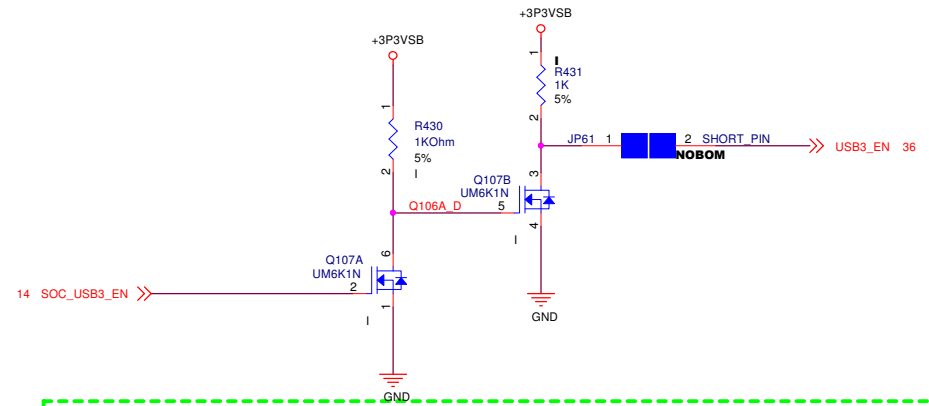 +3P3VSB
+3P3VSB
1
I
R431
1K
5%
2
1
R430
1KOhm
5%
I
2
JP61 1
2 SHORT_PIN
NOBOM
USB3_EN 36
Q107B
UM6K1N
3
5
4
I
Q106A_D
Q107A
UM6K1N
6
2
1
I
14 SOC_USB3_EN
GND
GND